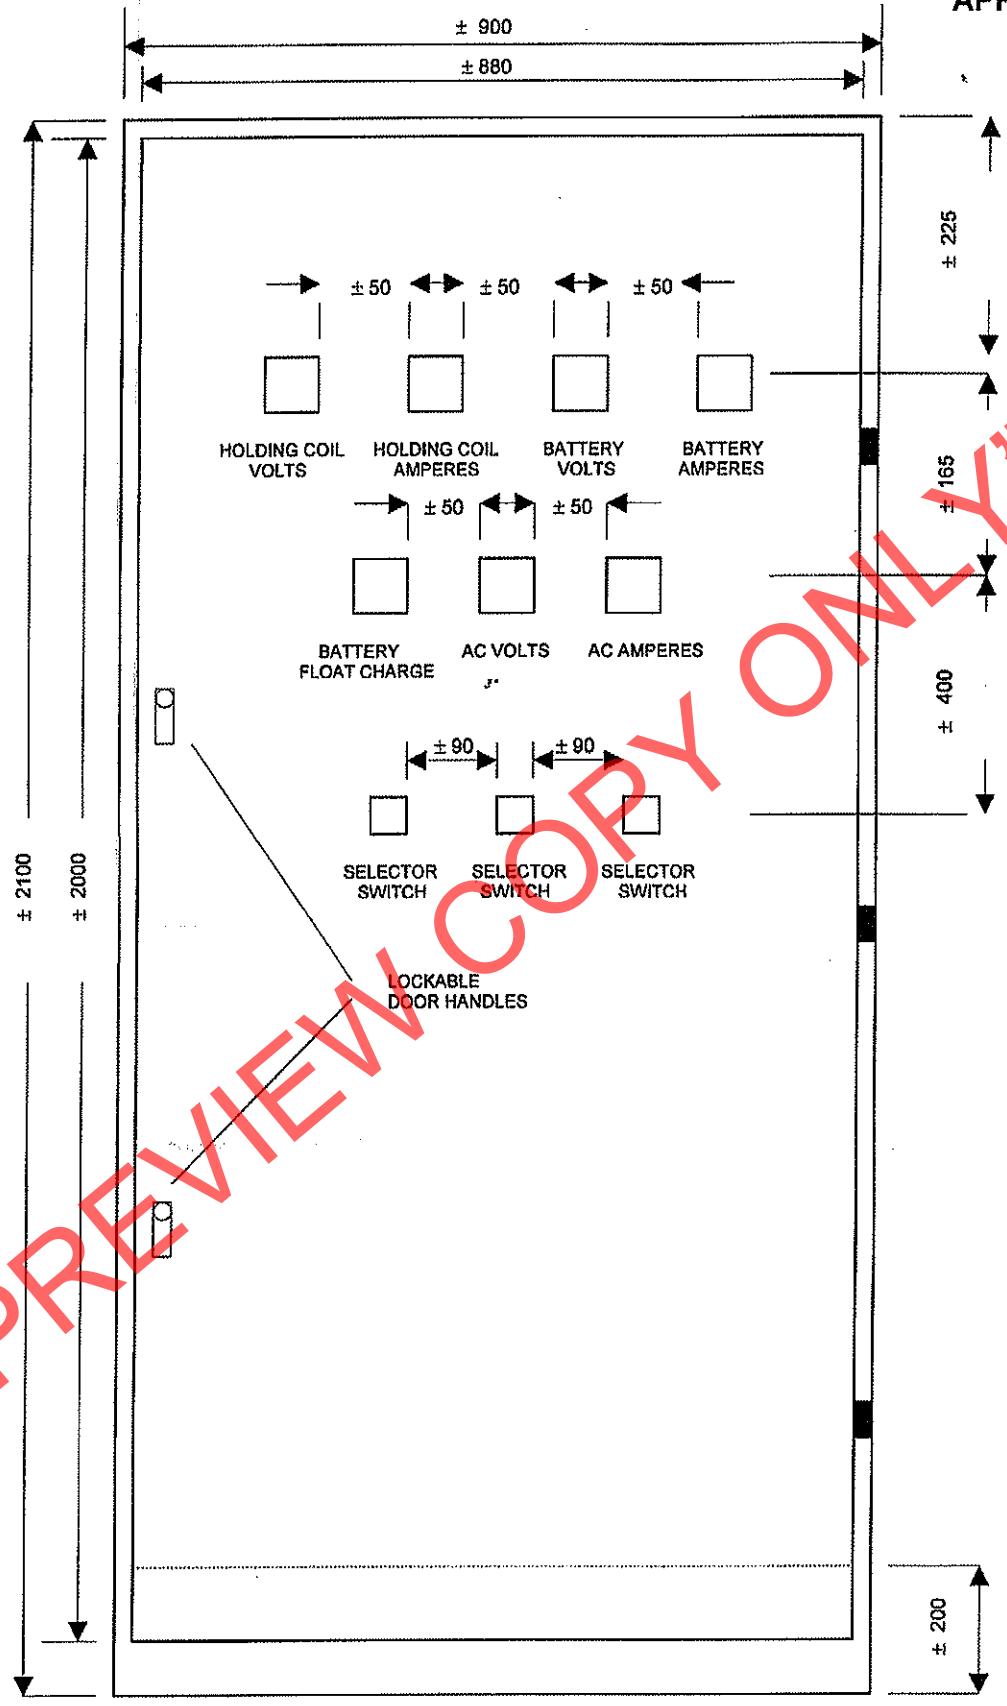 ± 900
± 880
± 225
± 50
± 50
± 50
HOLDING COIL
VOLTS
HOLDING COIL
AMPERES
BATTERY
VOLTS
BATTERY
AMPERES
± 165
± 50
± 50
BATTERY
FLOAT CHARGE
AC VOLTS
AC AMPERES
± 400
± 90
± 90
SELECTOR
SWITCH
SELECTOR
SWITCH
SELECTOR
SWITCH
± 2100
± 2000
LOCKABLE
DOOR HANDLES
± 200
PREVIEW COPY ONLY"